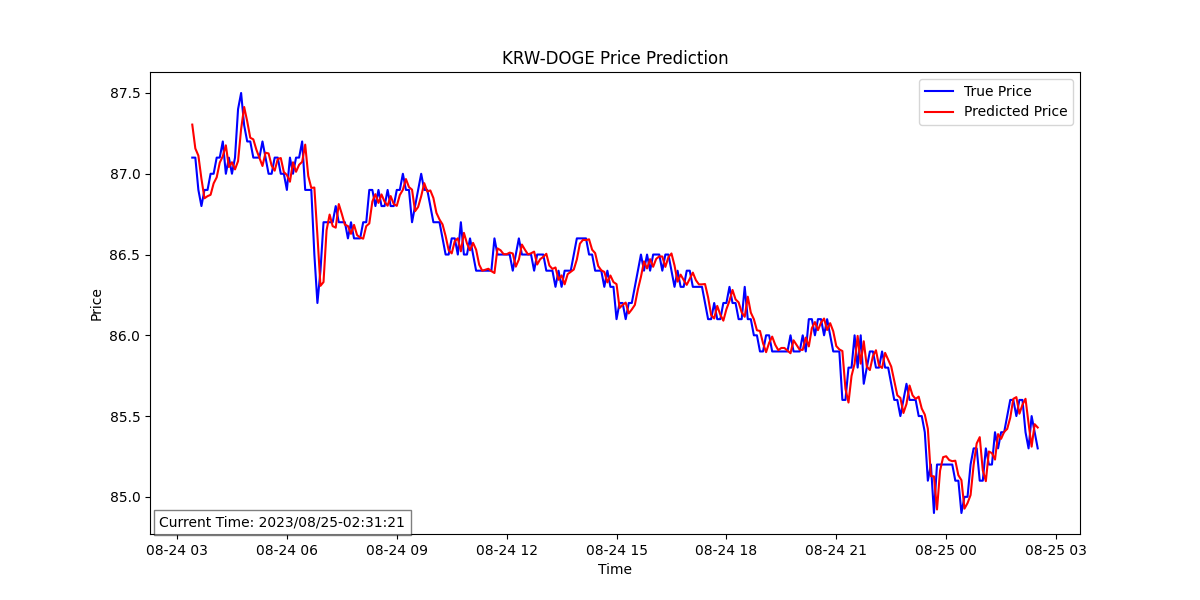 KRW-DOGE Price Prediction
True Price
Predicted Price
87.5
87.0
86.5
86.0
85.5
85.0
Price
Current Time: 2023/08/25-02:31:21
08-24 03 08-24 06 08-24 09 08-24 12 08-24 15 08-24 18 08-24 21 08-25 00 08-25 03
Time